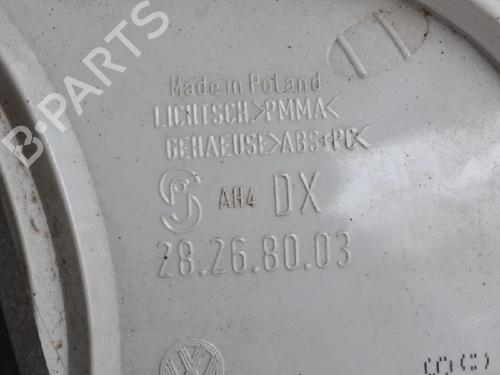 B-PARTS
Made in Poland
LICHTSCH.>PMMA<
GEHAEUSE>ABS+PC<
AH4 DX
28.26.80.03